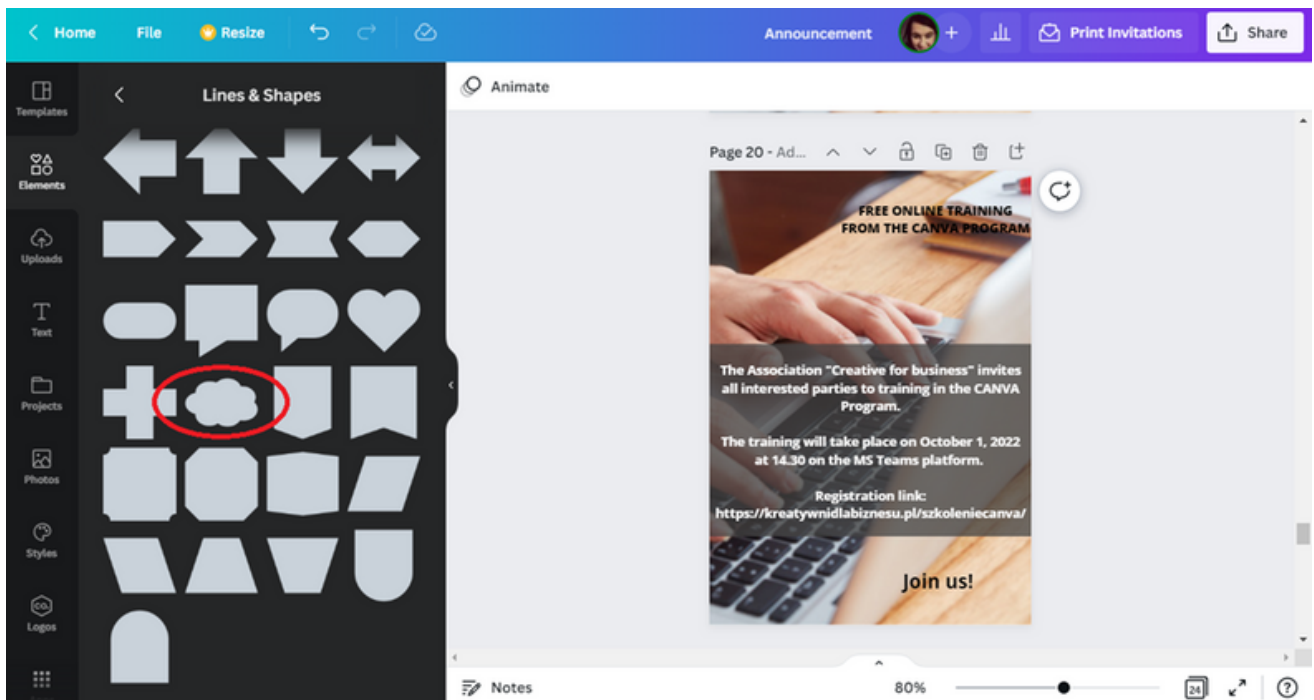 Home File Resize Announcement Print Invitations Share
Templates
Elements
Uploads
Text
Projects
Photos
Styles
CO.
Logos
Lines & Shapes
Animate
Page 20 - Ad...
FREE ONLINE TRAINING
FROM THE CANVA PROGRAM
The Association "Creative for business" invites
all interested parties to training in the CANVA
Program.
The training will take place on October 1, 2022
at 14.30 on the MS Teams platform.
Registration link:
https://kreatywnidlabiznesu.pl/szkoleniecanva/
Join us!
Notes 80% 24